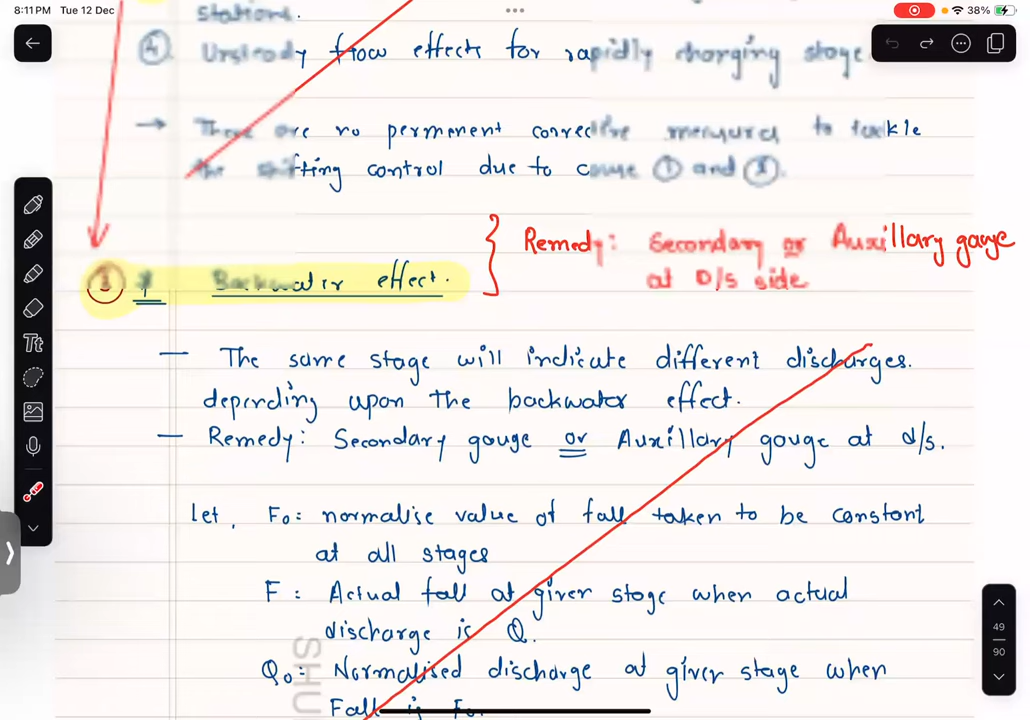 8:11 PM Tue 12 Dec
38%
stations.
④ Unsteady flow effects for rapidly changing stage
→ There are no permanent corrective measures to tackle
the shifting control due to cause ① and ③.
① * Backwater effect.
Remedy: Secondary or Auxillary gauge
at D/s side
— The same stage will indicate different discharges.
depending upon the backwater effect.
— Remedy: Secondary gauge or Auxillary gauge at d/s.
Let, F₀: normalise value of fall taken to be constant
at all stages
F : Actual fall at given stage when actual
discharge is Q.
Q₀: Normalised discharge at given stage when
Fall is F₀.
Tt
49
90
SHU